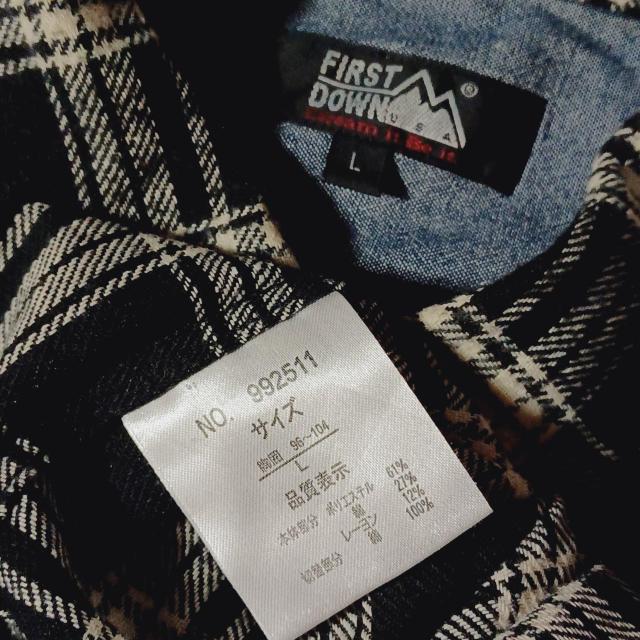 FIRST
DOWN
USA
®
L
NO. 992511
サイズ
胸囲 96~104
L
品質表示
本体部分 ポリエステル 61%
綿 27%
レーヨン 12%
切替部分 綿 100%